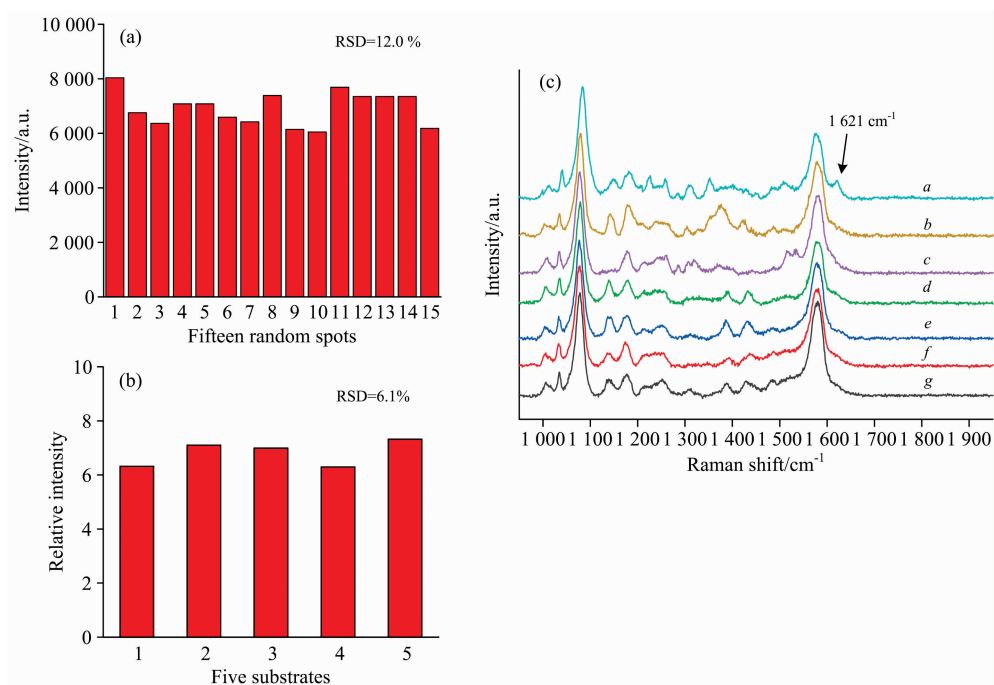 (a)
RSD=12.0 %
10 000
8 000
6 000
4 000
2 000
0
Intensity/a.u.
1 2 3 4 5 6 7 8 9 10 11 12 13 14 15
Fifteen random spots
(b)
RSD=6.1%
10
8
6
4
2
0
Relative intensity
1 2 3 4 5
Five substrates
(c)
1 621 cm⁻¹
a
b
c
d
e
f
g
Intensity/a.u.
1 000 1 100 1 200 1 300 1 400 1 500 1 600 1 700 1 800 1 900
Raman shift/cm⁻¹